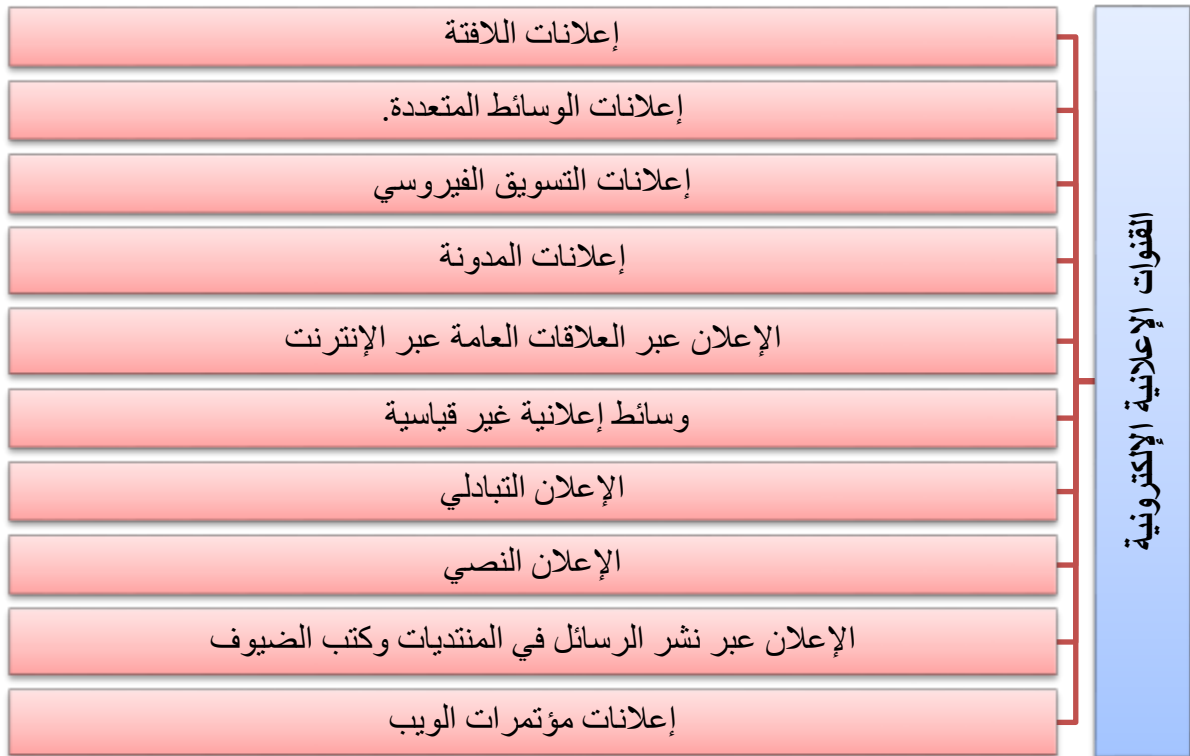 القنوات الإعلانية الإلكترونية
إعلانات اللافتة
إعلانات الوسائط المتعددة.
إعلانات التسويق الفيروسي
إعلانات المدونة
الإعلان عبر العلاقات العامة عبر الإنترنت
وسائط إعلانية غير قياسية
الإعلان التبادلي
الإعلان النصي
الإعلان عبر نشر الرسائل في المنتديات وكتب الضيوف
إعلانات مؤتمرات الويب